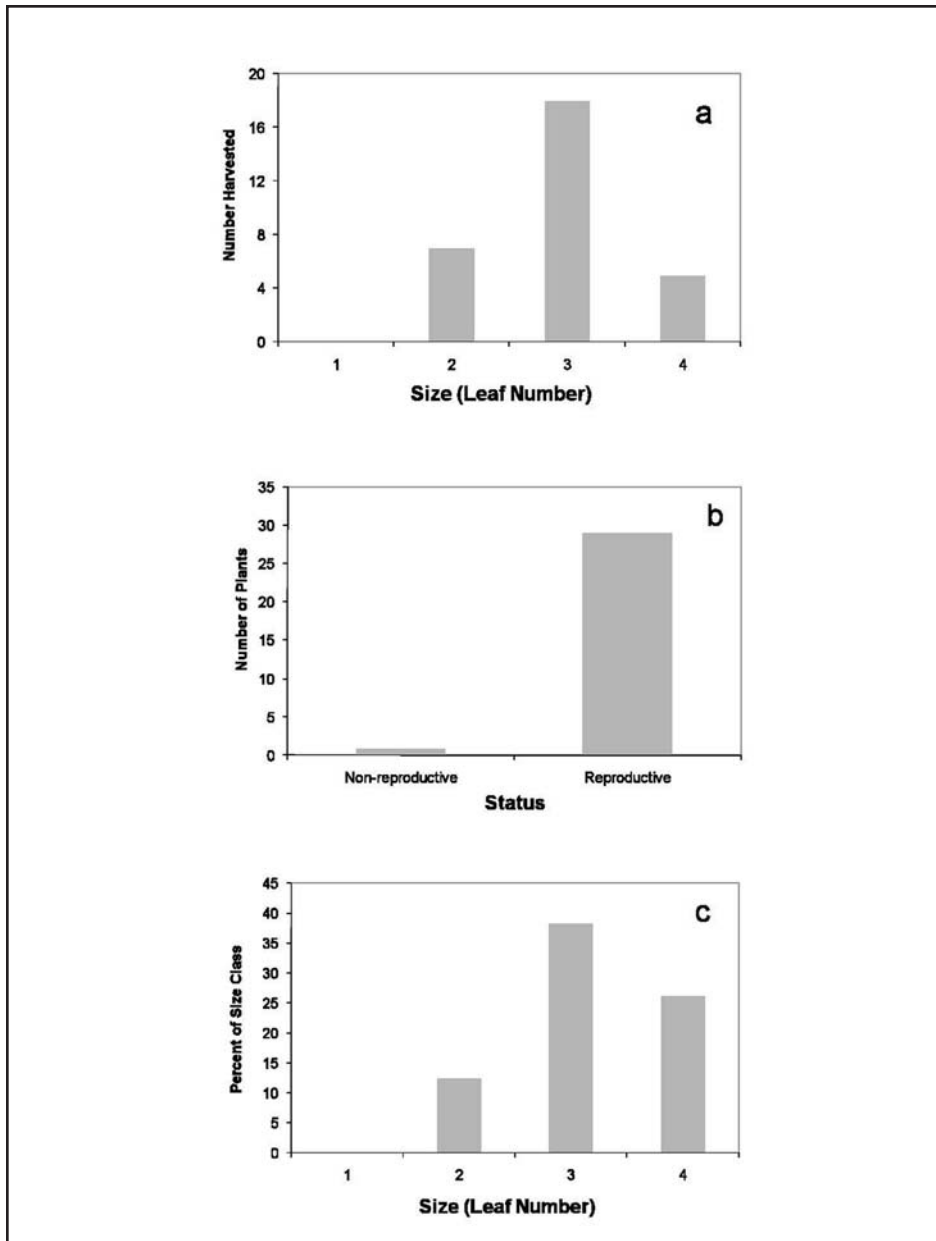 20
a
16
12
8
4
0
Number Harvested
1 2 3 4
Size (Leaf Number)
35
b
30
25
20
15
10
5
0
Number of Plants
Non-reproductive Reproductive
Status
45
c
40
35
30
25
20
15
10
5
0
Percent of Size Class
1 2 3 4
Size (Leaf Number)